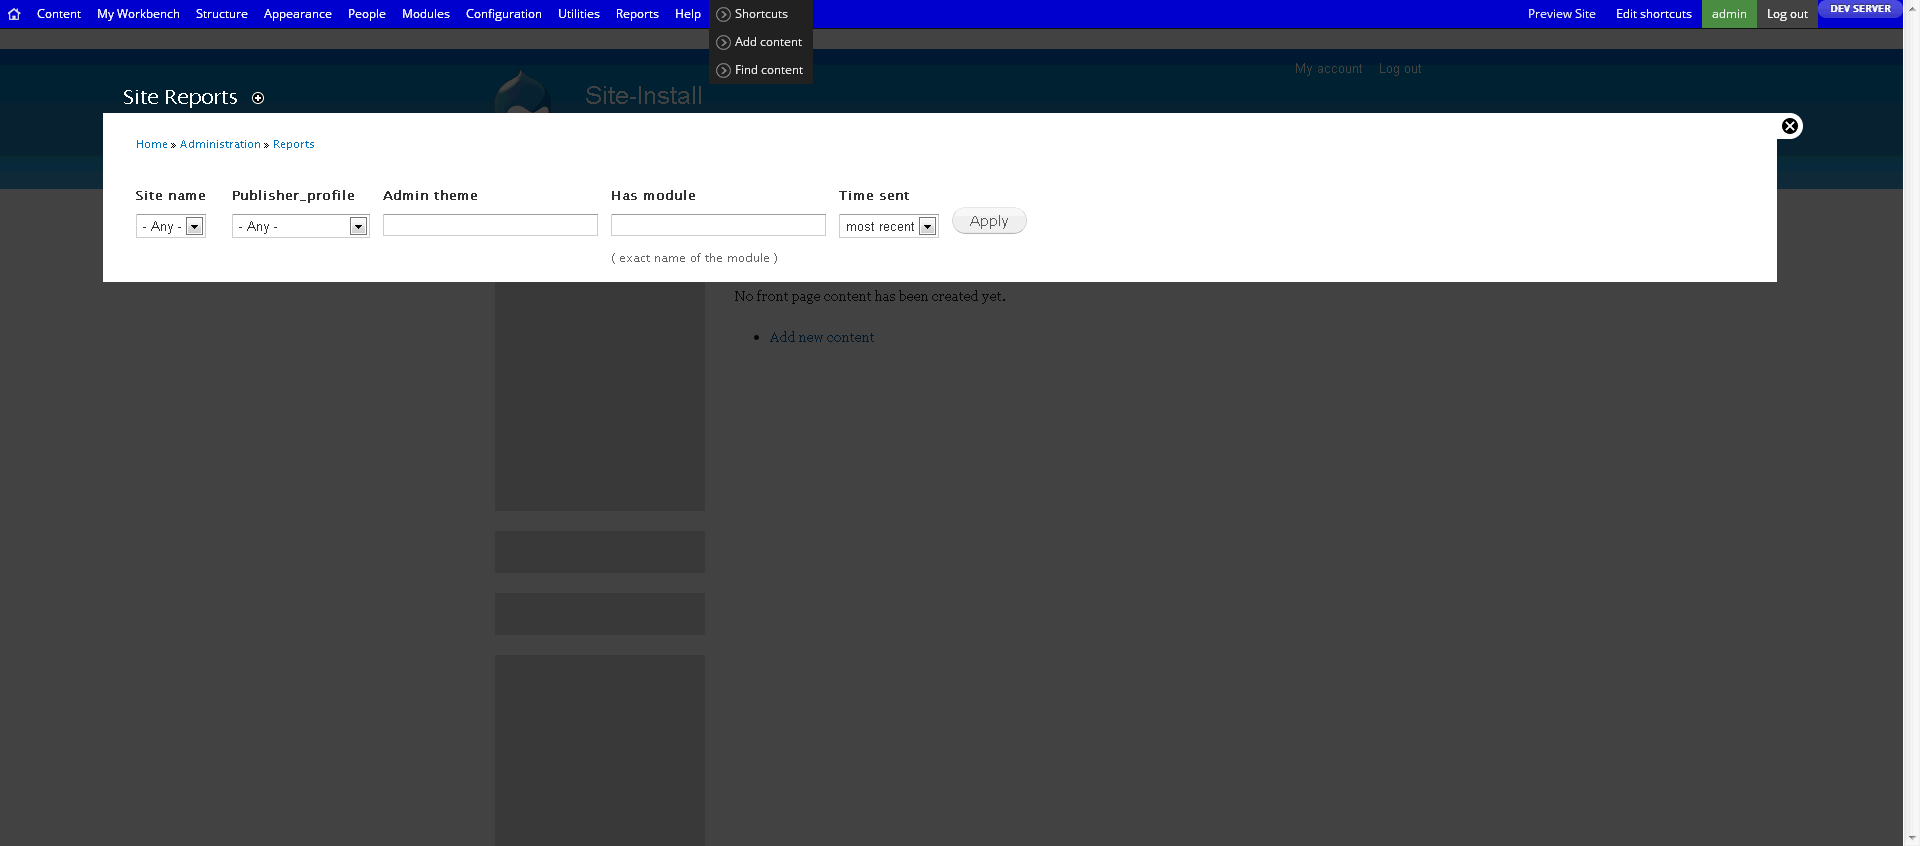 Content My Workbench Structure Appearance People Modules Configuration Utilities Reports Help Shortcuts Preview Site Edit shortcuts admin Log out DEV SERVER
Add content
Find content
My account Log out
Site Reports Site-Install
Home » Administration » Reports
Site name Publisher_profile Admin theme Has module Time sent
- Any - - Any - most recent Apply
( exact name of the module )
No front page content has been created yet.
• Add new content